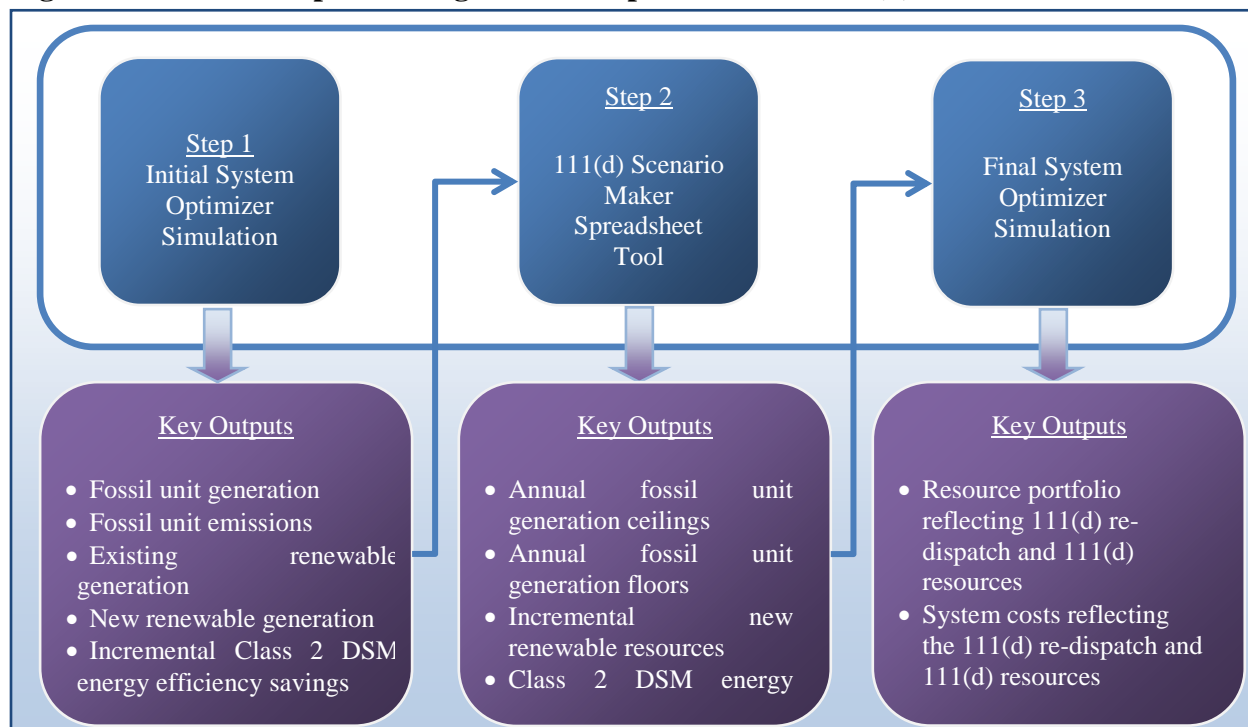 Step 1
Initial System
Optimizer
Simulation
Step 2
111(d) Scenario
Maker
Spreadsheet
Tool
Step 3
Final System
Optimizer
Simulation
Key Outputs
• Fossil unit generation
• Fossil unit emissions
• Existing renewable
generation
• New renewable generation
• Incremental Class 2 DSM
energy efficiency savings
Key Outputs
• Annual fossil unit
generation ceilings
• Annual fossil unit
generation floors
• Incremental new
renewable resources
• Class 2 DSM energy
Key Outputs
• Resource portfolio
reflecting 111(d) re-
dispatch and 111(d)
resources
• System costs reflecting
the 111(d) re-dispatch and
111(d) resources